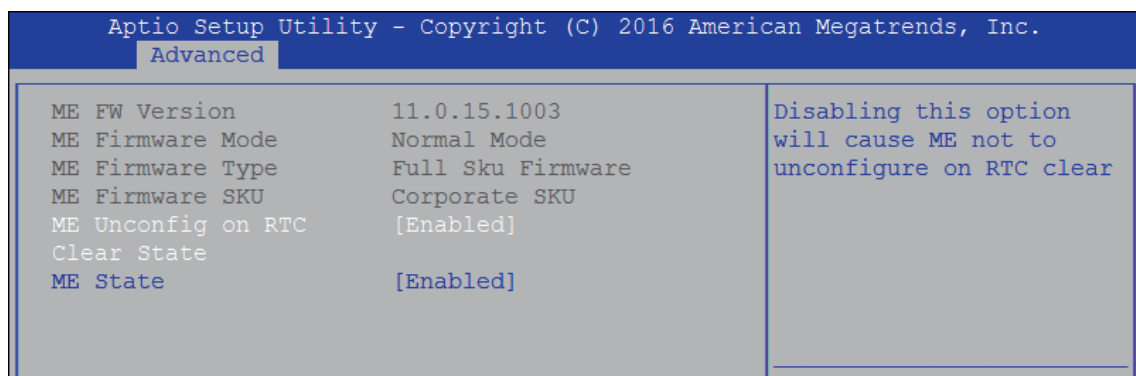 Aptio Setup Utility - Copyright (C) 2016 American Megatrends, Inc.
Advanced
ME FW Version 11.0.15.1003
ME Firmware Mode Normal Mode
ME Firmware Type Full Sku Firmware
ME Firmware SKU Corporate SKU
ME Unconfig on RTC [Enabled]
Clear State
ME State [Enabled]
Disabling this option
will cause ME not to
unconfigure on RTC clear